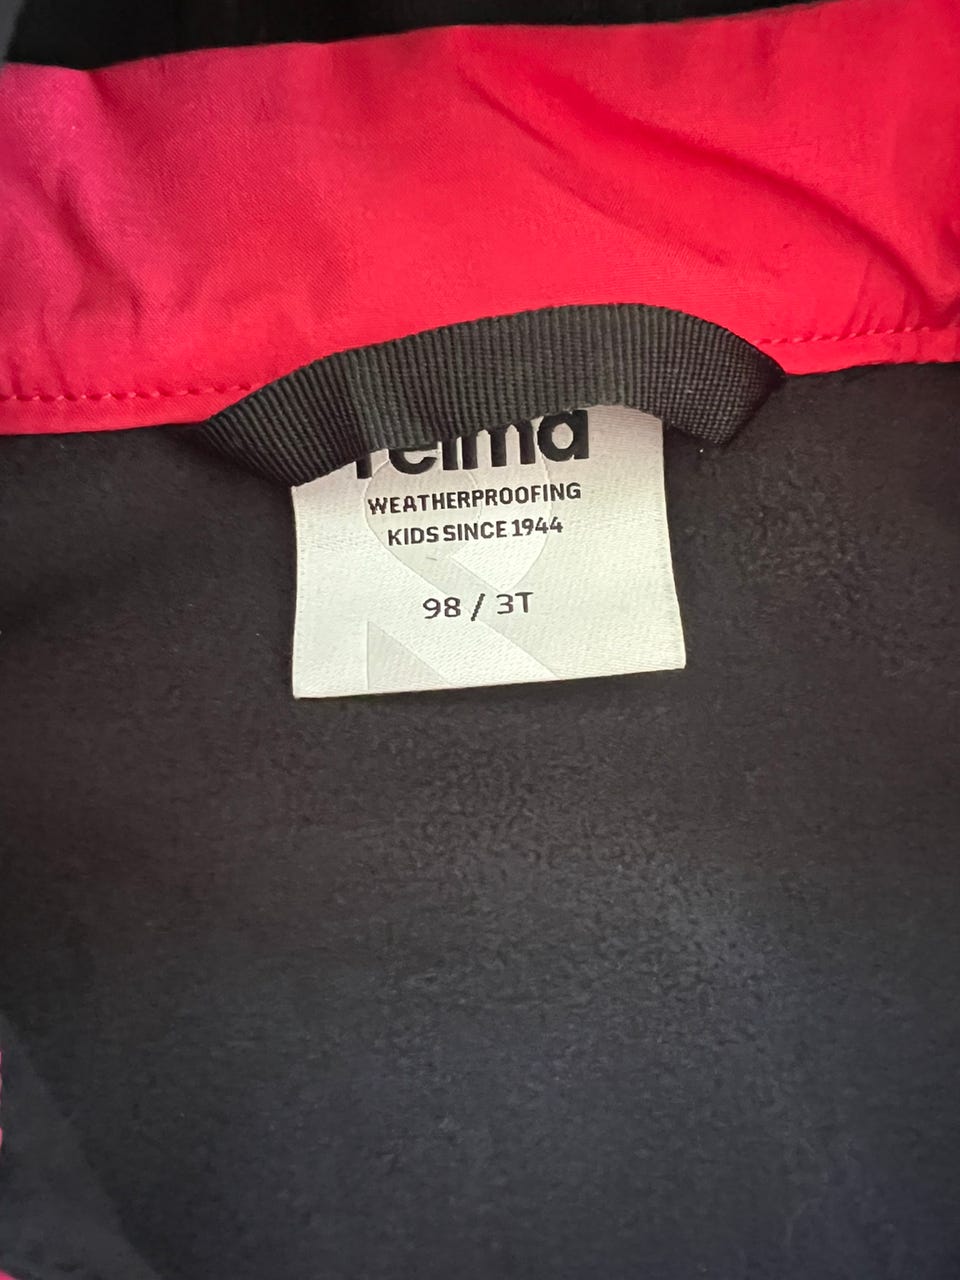 reima
WEATHERPROOFING
KIDS SINCE 1944
98 / 3T